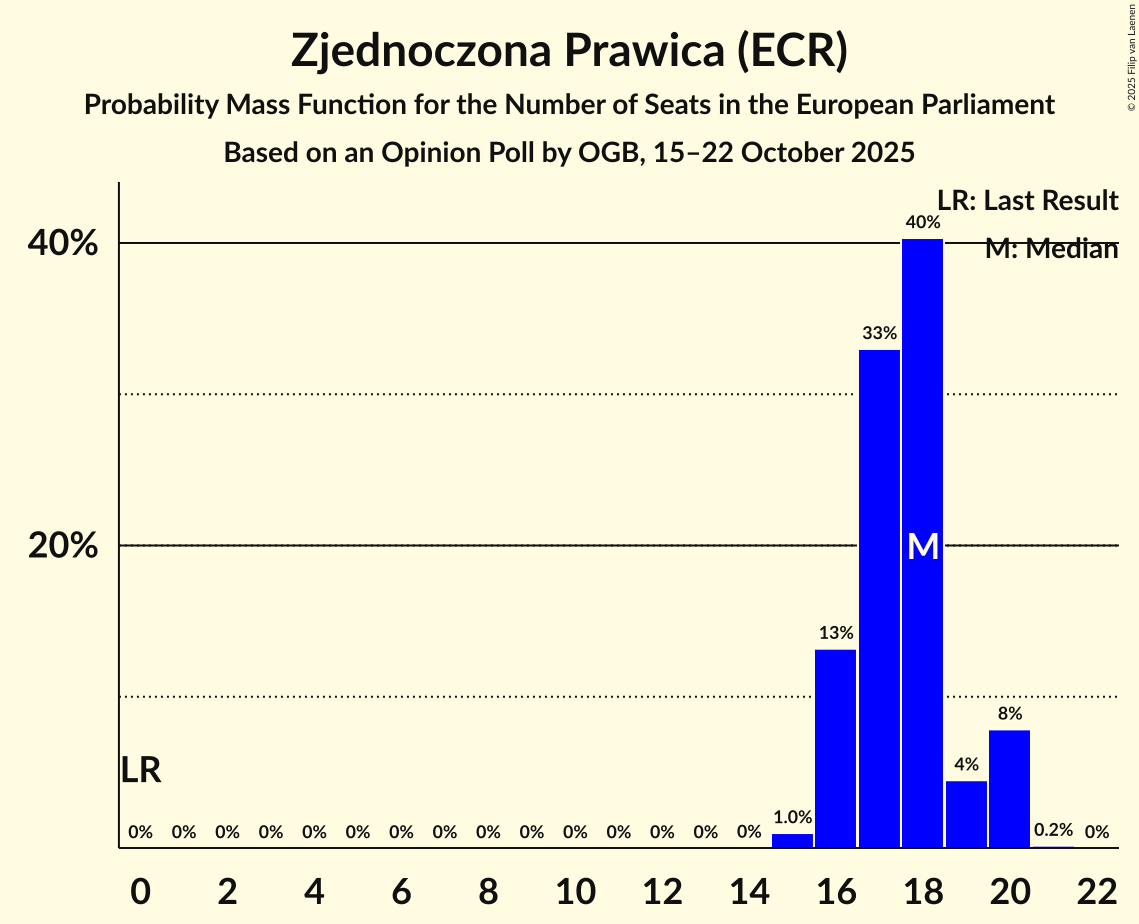 Zjednoczona Prawica (ECR)
Probability Mass Function for the Number of Seats in the European Parliament
Based on an Opinion Poll by OGB, 15–22 October 2025
© 2025 Filip van Laenen
LR: Last Result
M: Median
40%
20%
40%
33%
13%
8%
4%
1.0%
0.2%
M
LR
0% 0% 0% 0% 0% 0% 0% 0% 0% 0% 0% 0% 0% 0% 0% 0%
0 2 4 6 8 10 12 14 16 18 20 22